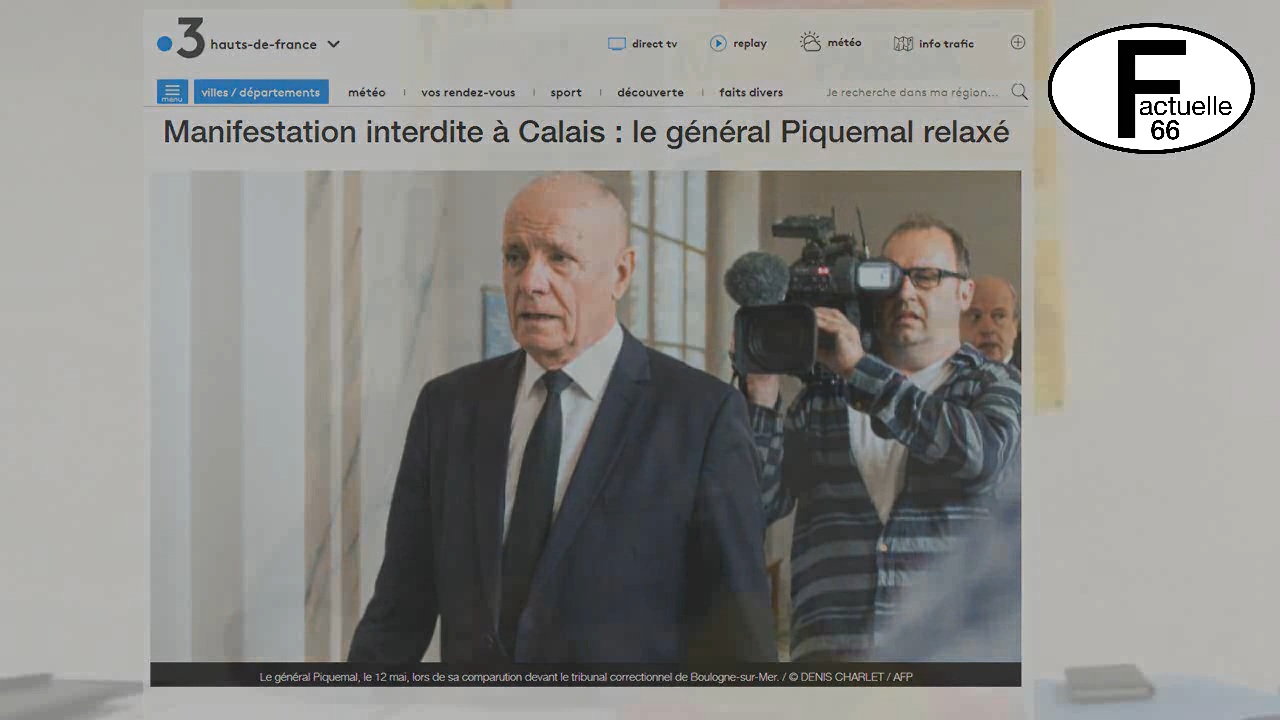 3 hauts-de-france
direct tv
replay
météo
info trafic
menu
villes / départements
météo
vos rendez-vous
sport
découverte
faits divers
Je recherche dans ma région...
Factuelle
66
Manifestation interdite à Calais : le général Piquemal relaxé
Le général Piquemal, le 12 mai, lors de sa comparution devant le tribunal correctionnel de Boulogne-sur-Mer. / © DENIS CHARLET / AFP